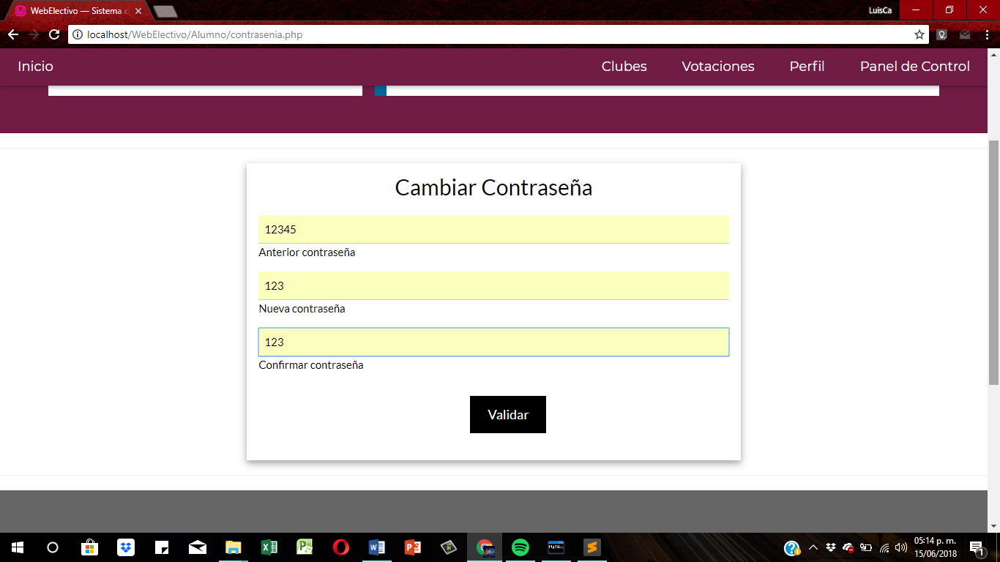 WebElectivo — Sistema d
LuisCa
localhost/WebElectivo/Alumno/contrasenia.php
Inicio Clubes Votaciones Perfil Panel de Control
Cambiar Contraseña
12345
Anterior contraseña
123
Nueva contraseña
123
Confirmar contraseña
Validar
05:14 p. m.
15/06/2018
1